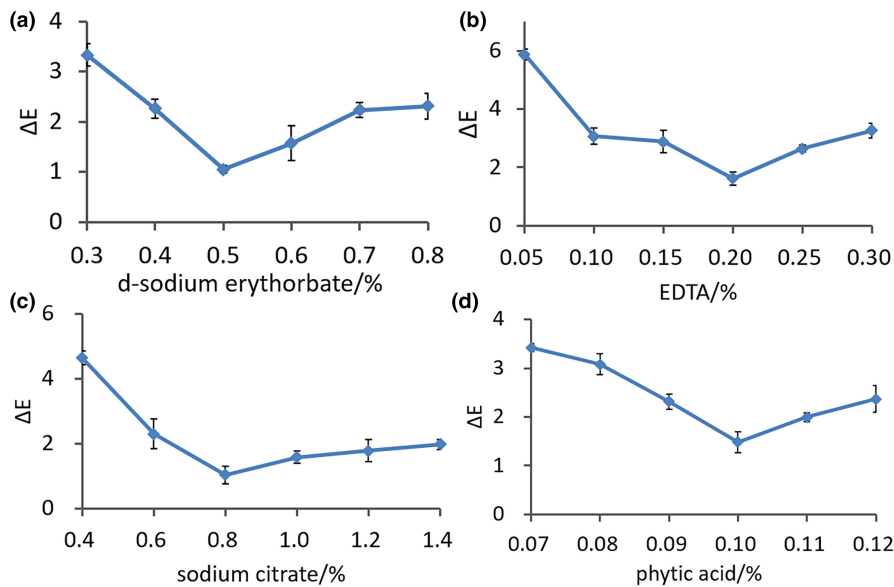 (a)
4
3
2
1
0
ΔE
0.3 0.4 0.5 0.6 0.7 0.8
d-sodium erythorbate/%
(b)
6
4
2
0
ΔE
0.05 0.10 0.15 0.20 0.25 0.30
EDTA/%
(c)
6
4
2
0
ΔE
0.4 0.6 0.8 1.0 1.2 1.4
sodium citrate/%
(d)
4
3
2
1
0
ΔE
0.07 0.08 0.09 0.10 0.11 0.12
phytic acid/%